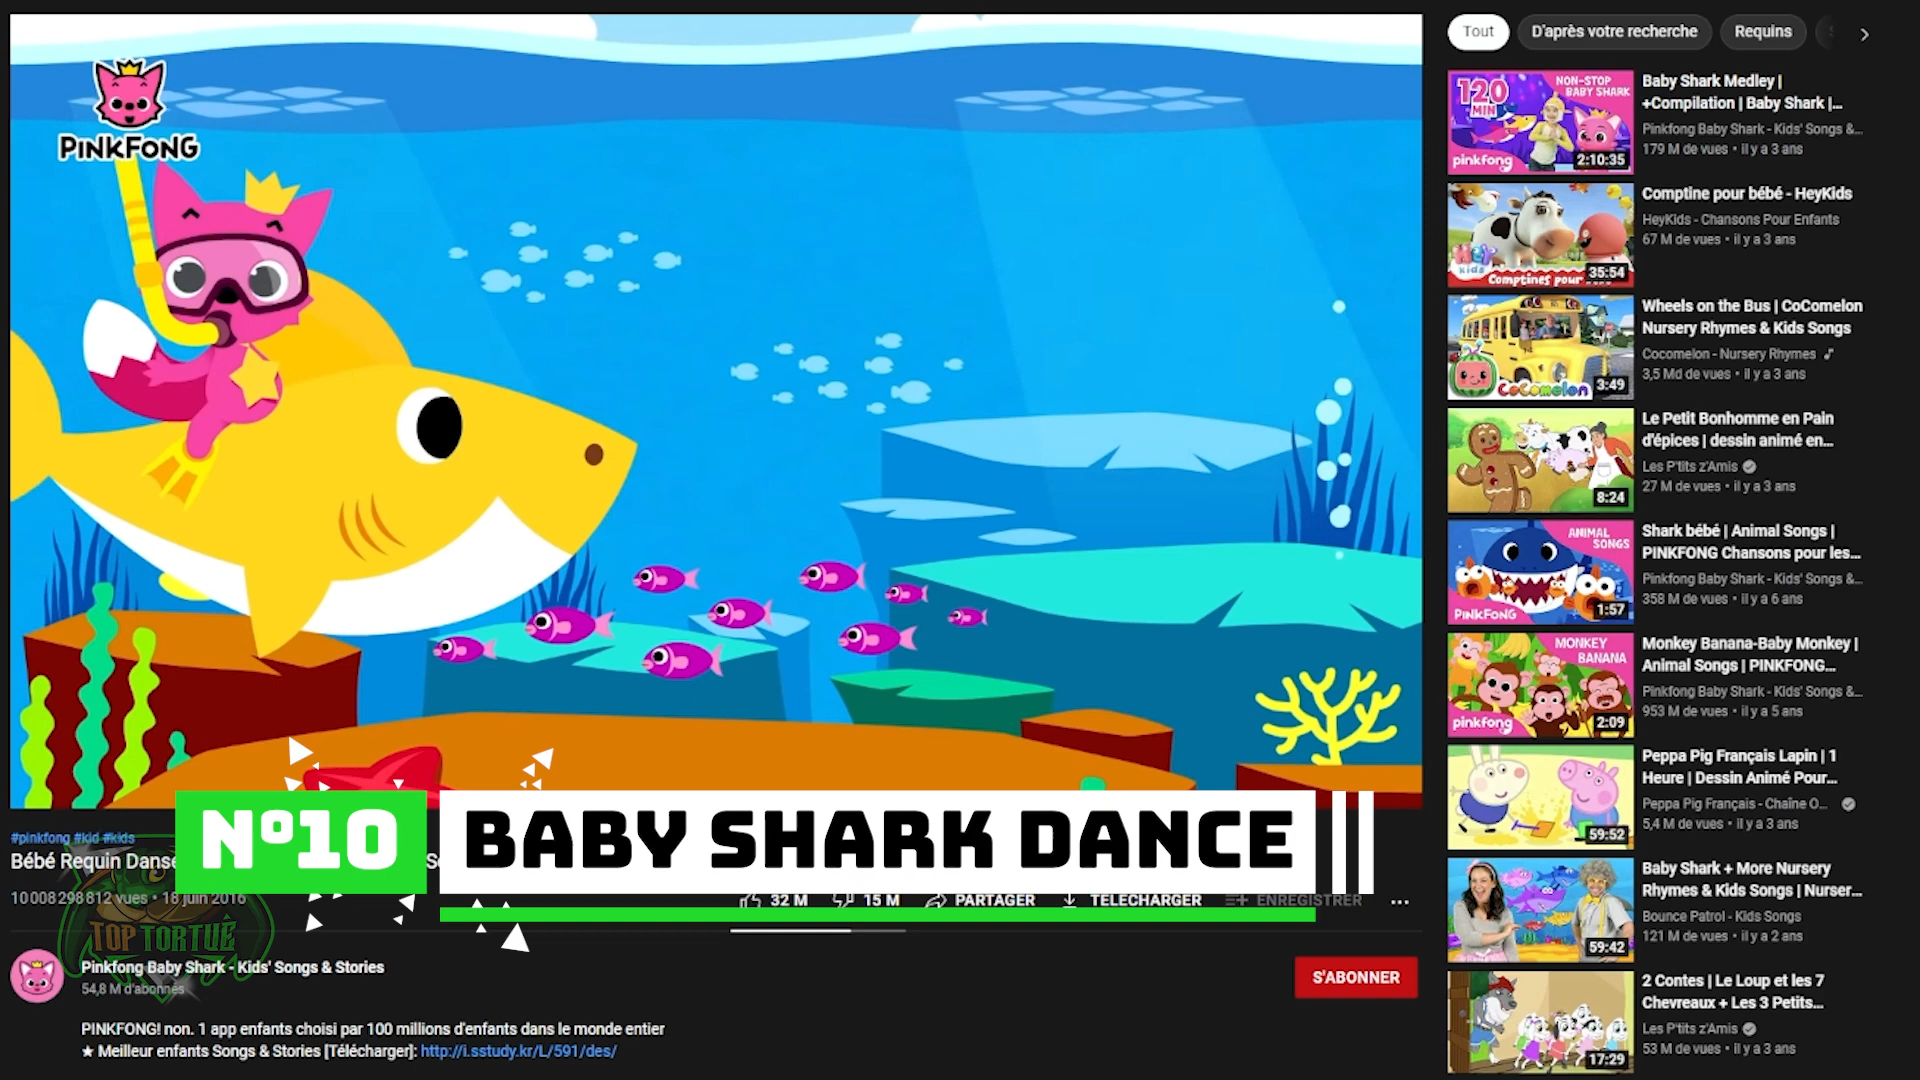 PINKFONG
Nº10
BABY SHARK DANCE
#pinkfong #kid #kids
Bébé Requin Danse
10 008 298 812 vues • 18 juin 2016
32 M
15 M
PARTAGER
TÉLÉCHARGER
ENREGISTRER
TOP TORTUE
Pinkfong Baby Shark - Kids' Songs & Stories
54,8 M d'abonnés
S'ABONNER
PINKFONG! non. 1 app enfants choisi par 100 millions d'enfants dans le monde entier
★ Meilleur enfants Songs & Stories [Télécharger]: http://i.sstudy.kr/L/591/des/
Tout
D'après votre recherche
Requins
120
MIN
NON-STOP
BABY SHARK
pinkfong
2:10:35
Baby Shark Medley |
+Compilation | Baby Shark |...
Pinkfong Baby Shark - Kids' Songs &...
179 M de vues • il y a 3 ans
HEY
kids
Comptines pour
35:54
Comptine pour bébé - HeyKids
HeyKids - Chansons Pour Enfants
67 M de vues • il y a 3 ans
CoComelon
3:49
Wheels on the Bus | CoComelon
Nursery Rhymes & Kids Songs
Cocomelon - Nursery Rhymes
3,5 Md de vues • il y a 3 ans
8:24
Le Petit Bonhomme en Pain
d'épices | dessin animé en...
Les P'tits z'Amis
27 M de vues • il y a 3 ans
ANIMAL
SONGS
PINKFONG
1:57
Shark bébé | Animal Songs |
PINKFONG Chansons pour les...
Pinkfong Baby Shark - Kids' Songs &...
358 M de vues • il y a 6 ans
MONKEY
BANANA
pinkfong
2:09
Monkey Banana-Baby Monkey |
Animal Songs | PINKFONG...
Pinkfong Baby Shark - Kids' Songs &...
953 M de vues • il y a 5 ans
59:52
Peppa Pig Français Lapin | 1
Heure | Dessin Animé Pour...
Peppa Pig Français - Chaîne O...
5,4 M de vues • il y a 3 ans
59:42
Baby Shark + More Nursery
Rhymes & Kids Songs | Nurser...
Bounce Patrol - Kids Songs
121 M de vues • il y a 2 ans
17:29
2 Contes | Le Loup et les 7
Chevreaux + Les 3 Petits...
Les P'tits z'Amis
53 M de vues • il y a 3 ans